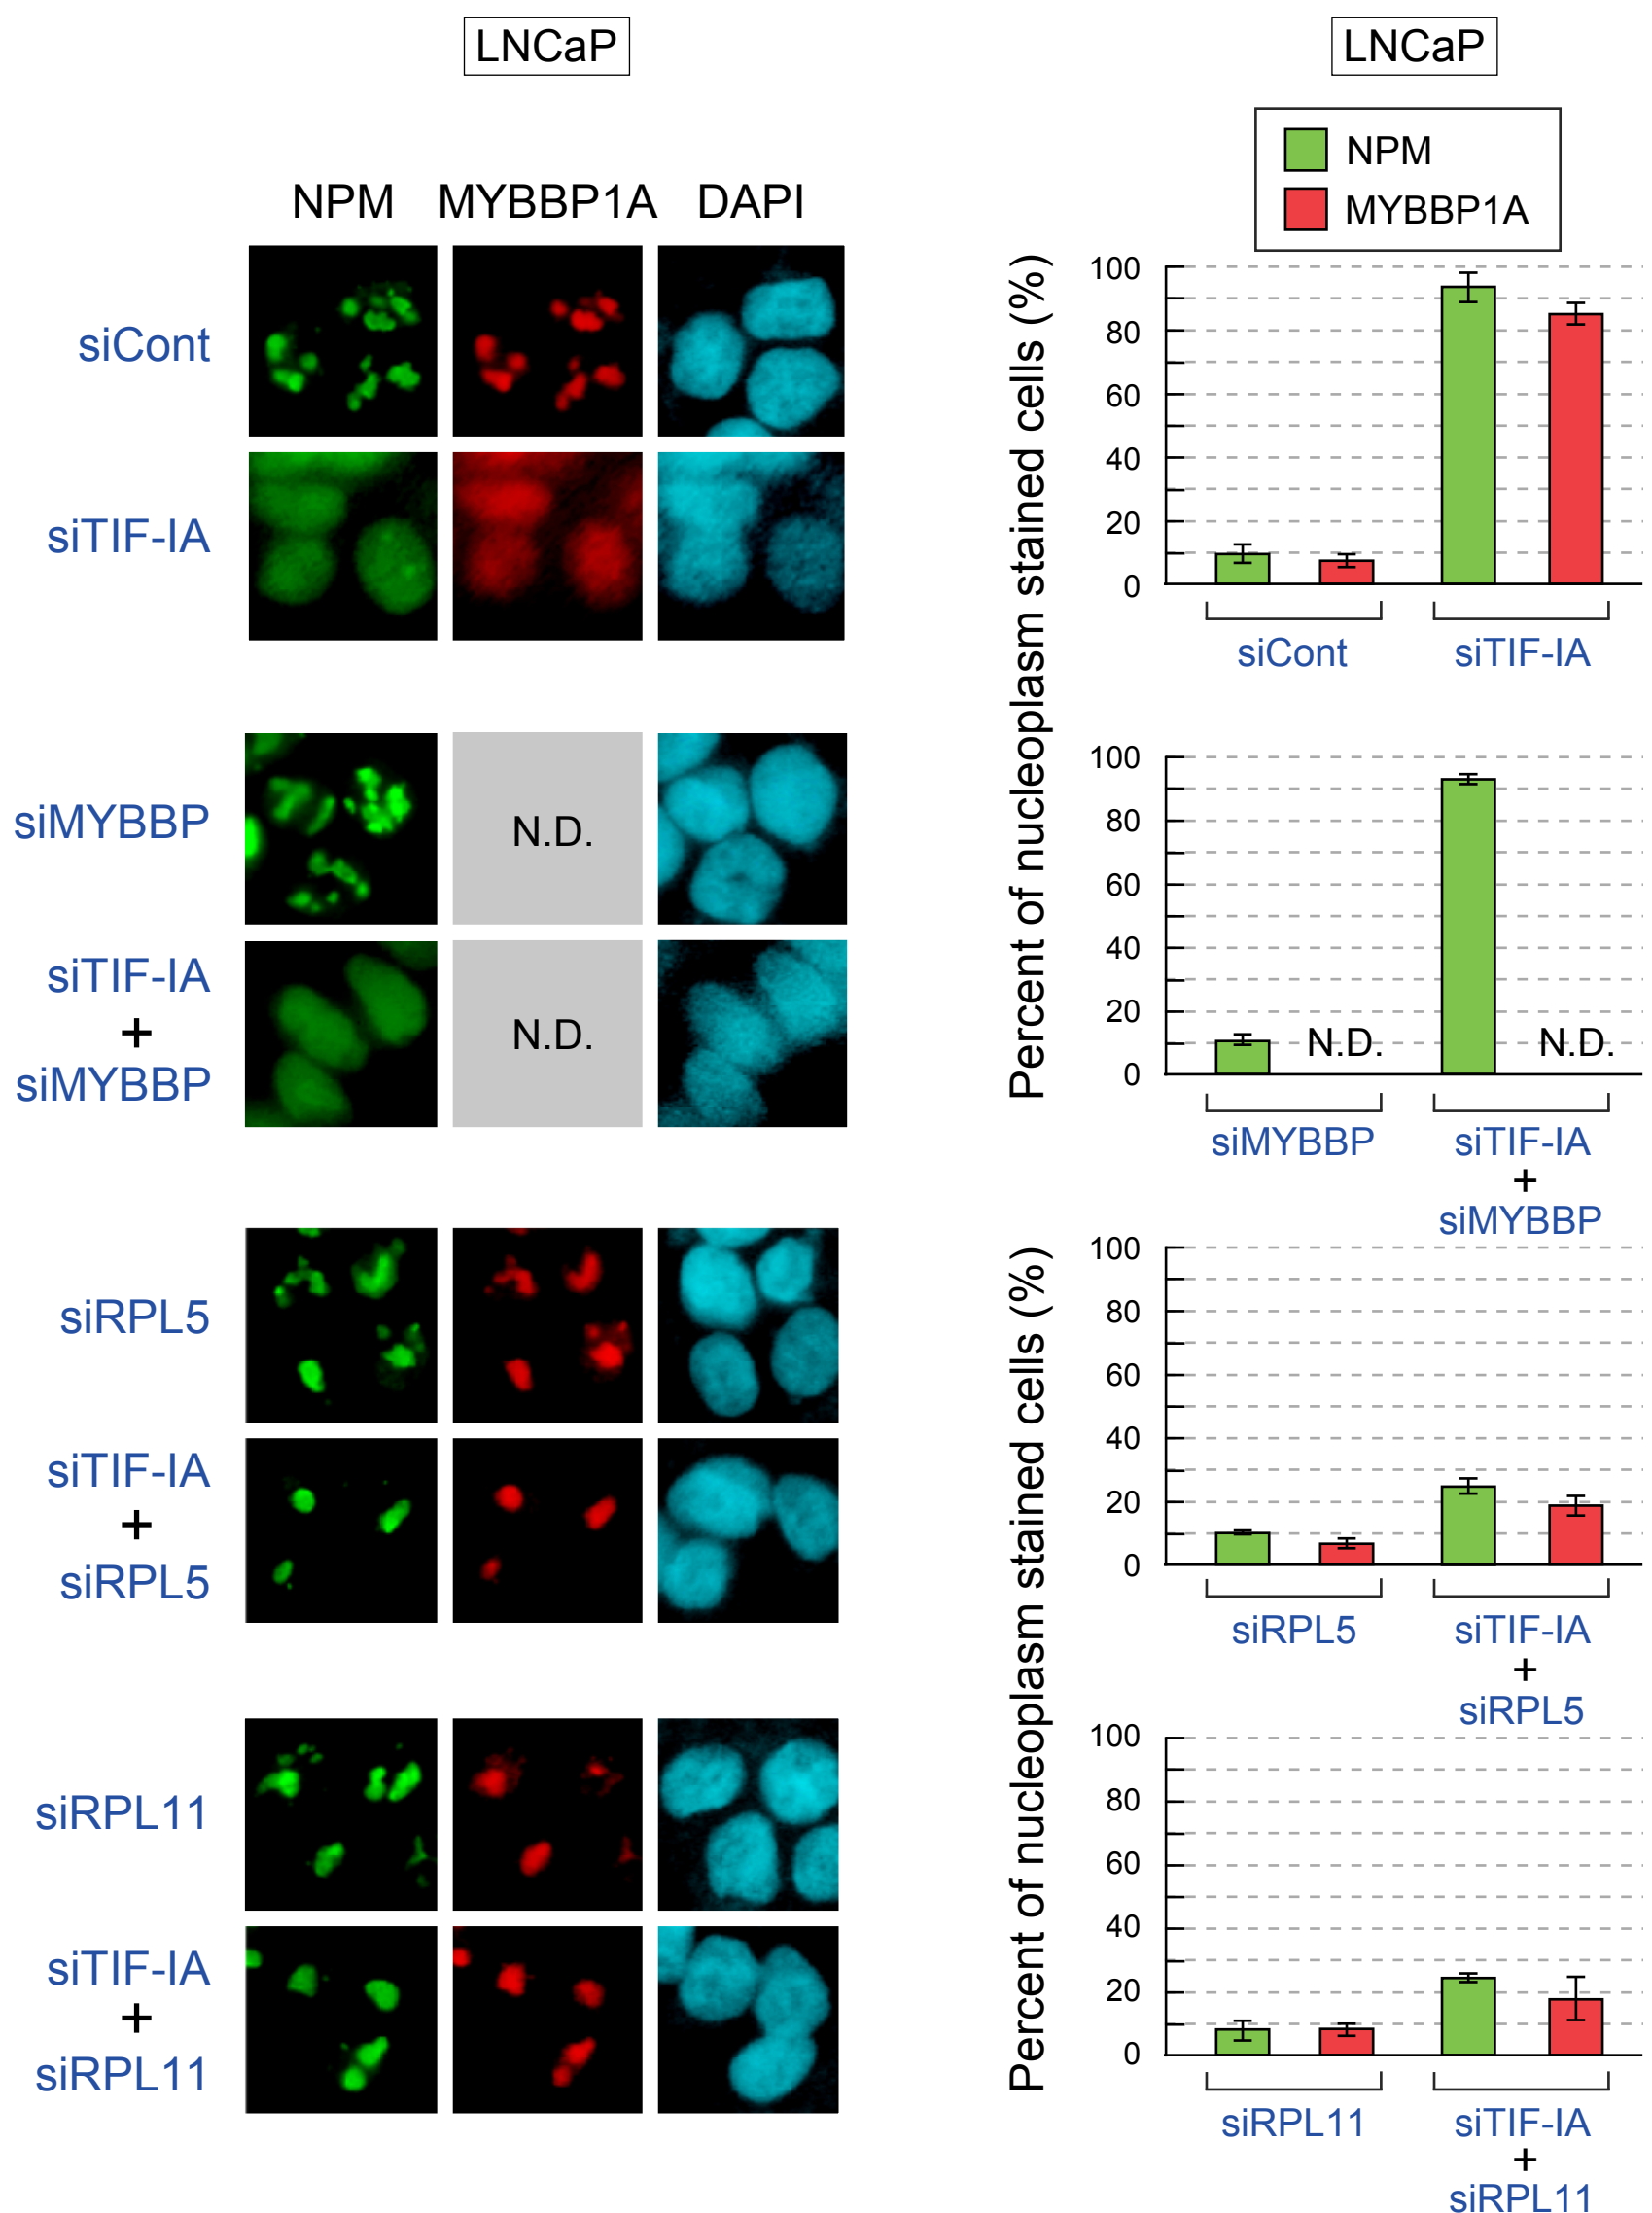 LNCaP
NPM MYBBP1A DAPI
siCont
siTIF-IA
siMYBBP
N.D.
siTIF-IA
+
siMYBBP
N.D.
siRPL5
siTIF-IA
+
siRPL5
siRPL11
siTIF-IA
+
siRPL11
LNCaP
NPM
MYBBP1A
Percent of nucleoplasm stained cells (%)
100
80
60
40
20
0
siCont siTIF-IA
100
80
60
40
20
0
N.D. N.D.
siMYBBP siTIF-IA
+
siMYBBP
Percent of nucleoplasm stained cells (%)
100
80
60
40
20
0
siRPL5 siTIF-IA
+
siRPL5
100
80
60
40
20
0
siRPL11 siTIF-IA
+
siRPL11